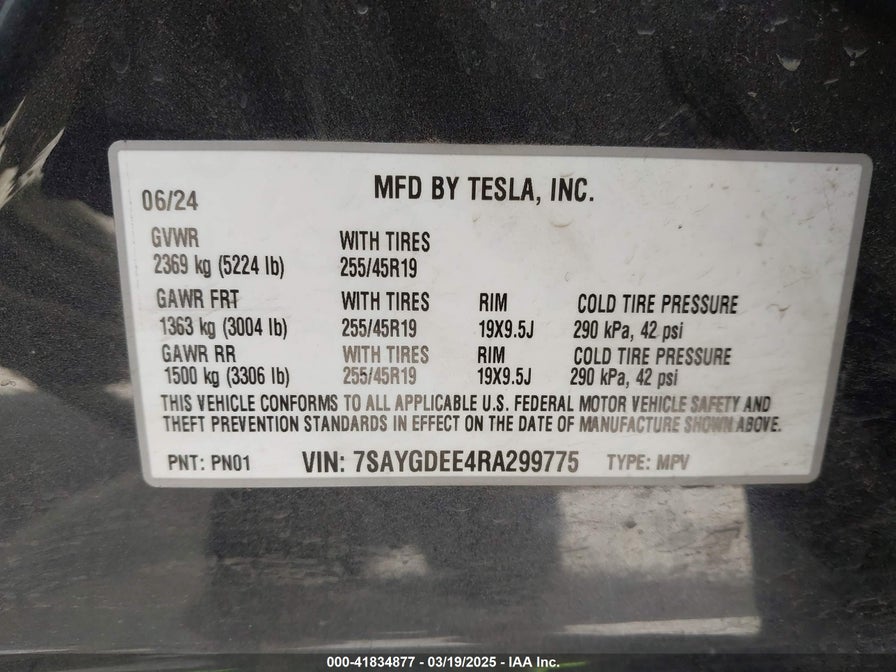 MFD BY TESLA, INC.
06/24
GVWR WITH TIRES
2369 kg (5224 lb) 255/45R19
GAWR FRT WITH TIRES RIM COLD TIRE PRESSURE
1363 kg (3004 lb) 255/45R19 19X9.5J 290 kPa, 42 psi
GAWR RR WITH TIRES RIM COLD TIRE PRESSURE
1500 kg (3306 lb) 255/45R19 19X9.5J 290 kPa, 42 psi
THIS VEHICLE CONFORMS TO ALL APPLICABLE U.S. FEDERAL MOTOR VEHICLE SAFETY AND
THEFT PREVENTION STANDARDS IN EFFECT ON THE DATE OF MANUFACTURE SHOWN ABOVE.
PNT: PN01 VIN: 7SAYGDEE4RA299775 TYPE: MPV
000-41834877 - 03/19/2025 - IAA Inc.